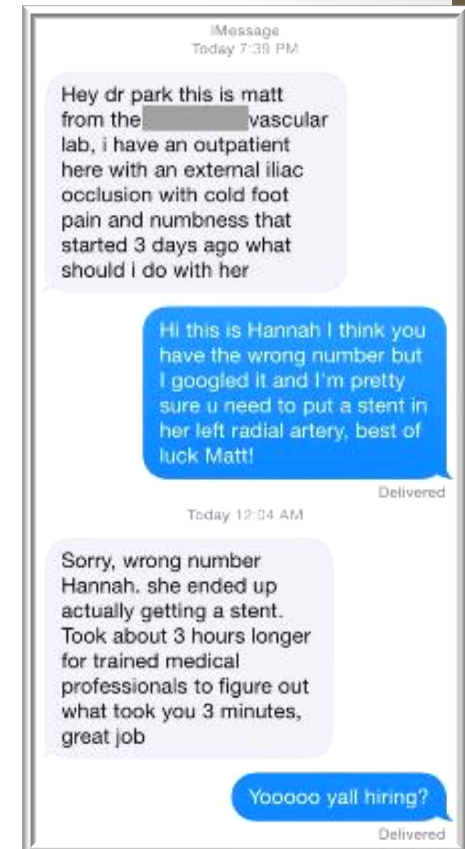 iMessage
Today 7:39 PM
Hey dr park this is matt
from the vascular
lab, i have an outpatient
here with an external iliac
occlusion with cold foot
pain and numbness that
started 3 days ago what
should i do with her
Hi this is Hannah I think you
have the wrong number but
I googled it and I'm pretty
sure u need to put a stent in
her left radial artery, best of
luck Matt!
Delivered
Today 12:04 AM
Sorry, wrong number
Hannah. she ended up
actually getting a stent.
Took about 3 hours longer
for trained medical
professionals to figure out
what took you 3 minutes,
great job
Yooooo yall hiring?
Delivered